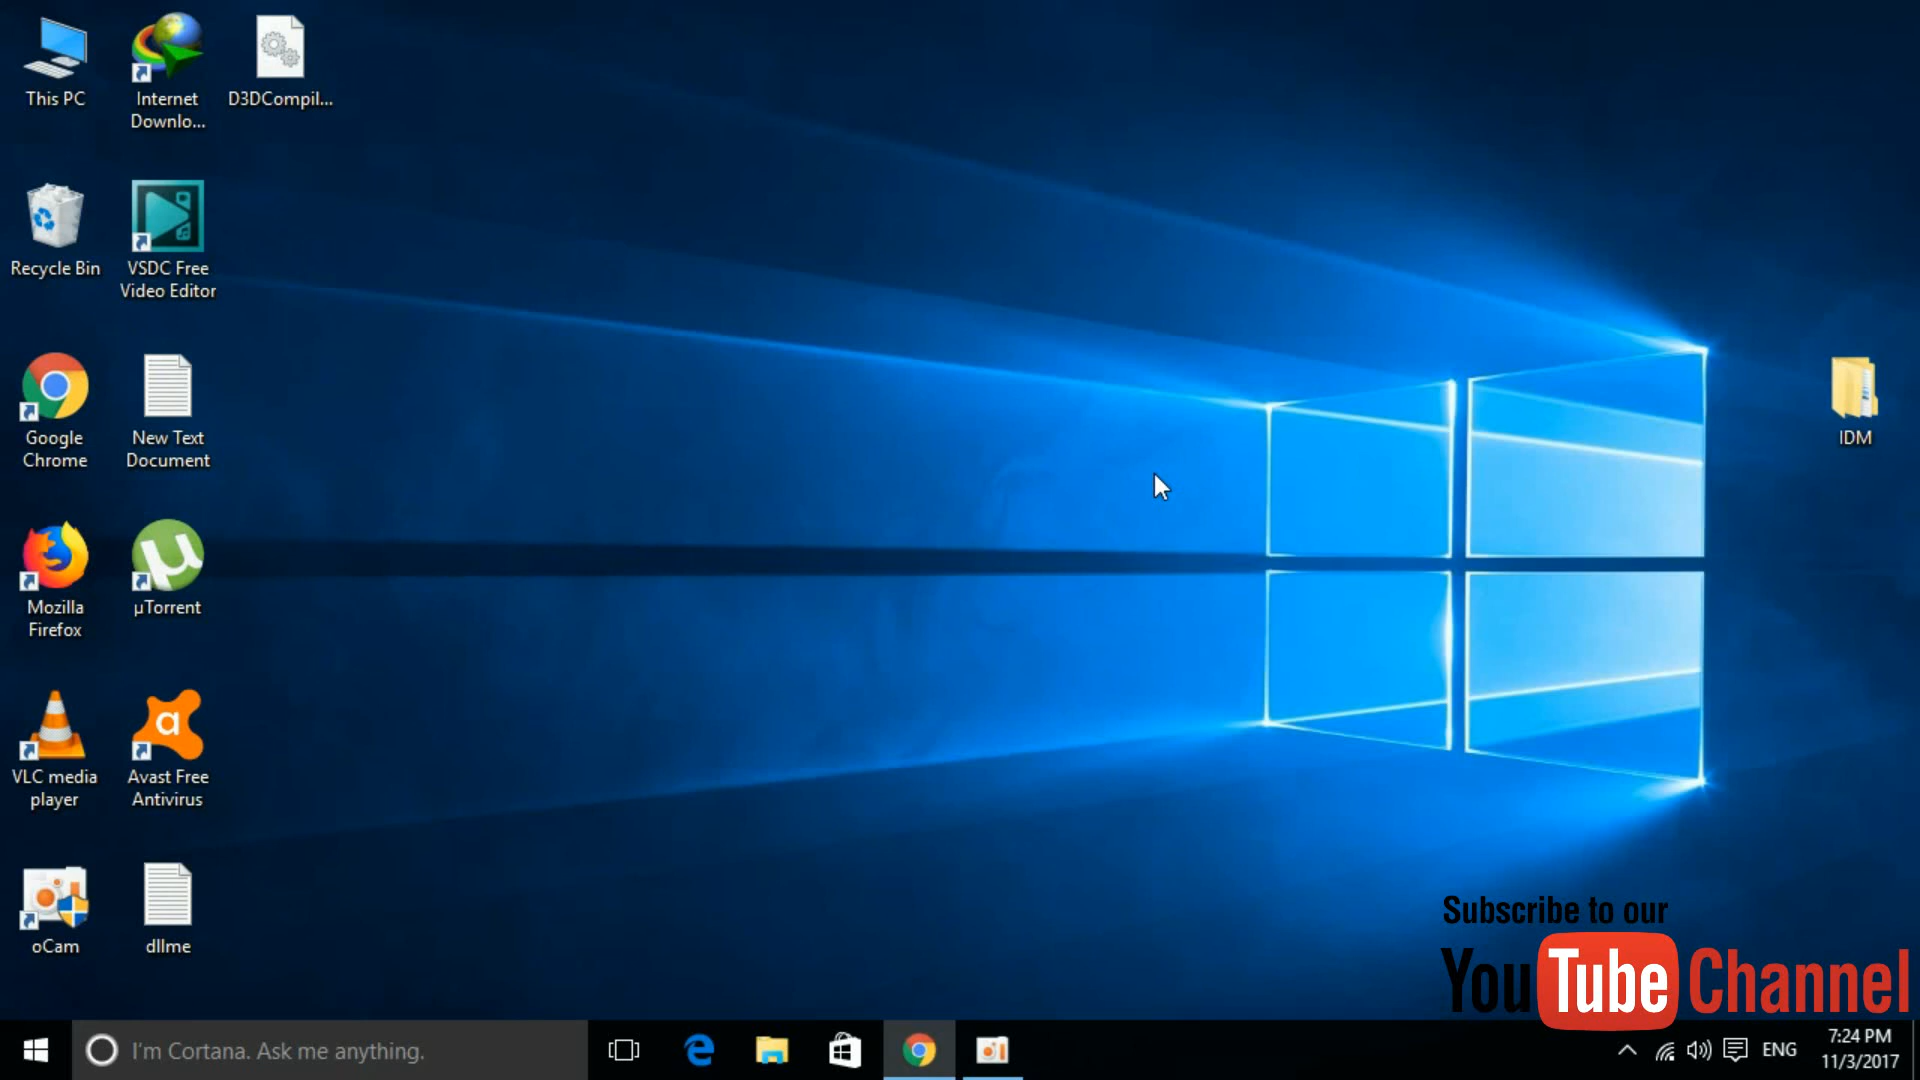 This PC
Internet
Downlo...
D3DCompil...
Recycle Bin
VSDC Free
Video Editor
Google
Chrome
New Text
Document
IDM
Mozilla
Firefox
µTorrent
µ
VLC media
player
a
Avast Free
Antivirus
oCam
dllme
Subscribe to our
YouTube Channel
I'm Cortana. Ask me anything.
ENG
7:24 PM
11/3/2017